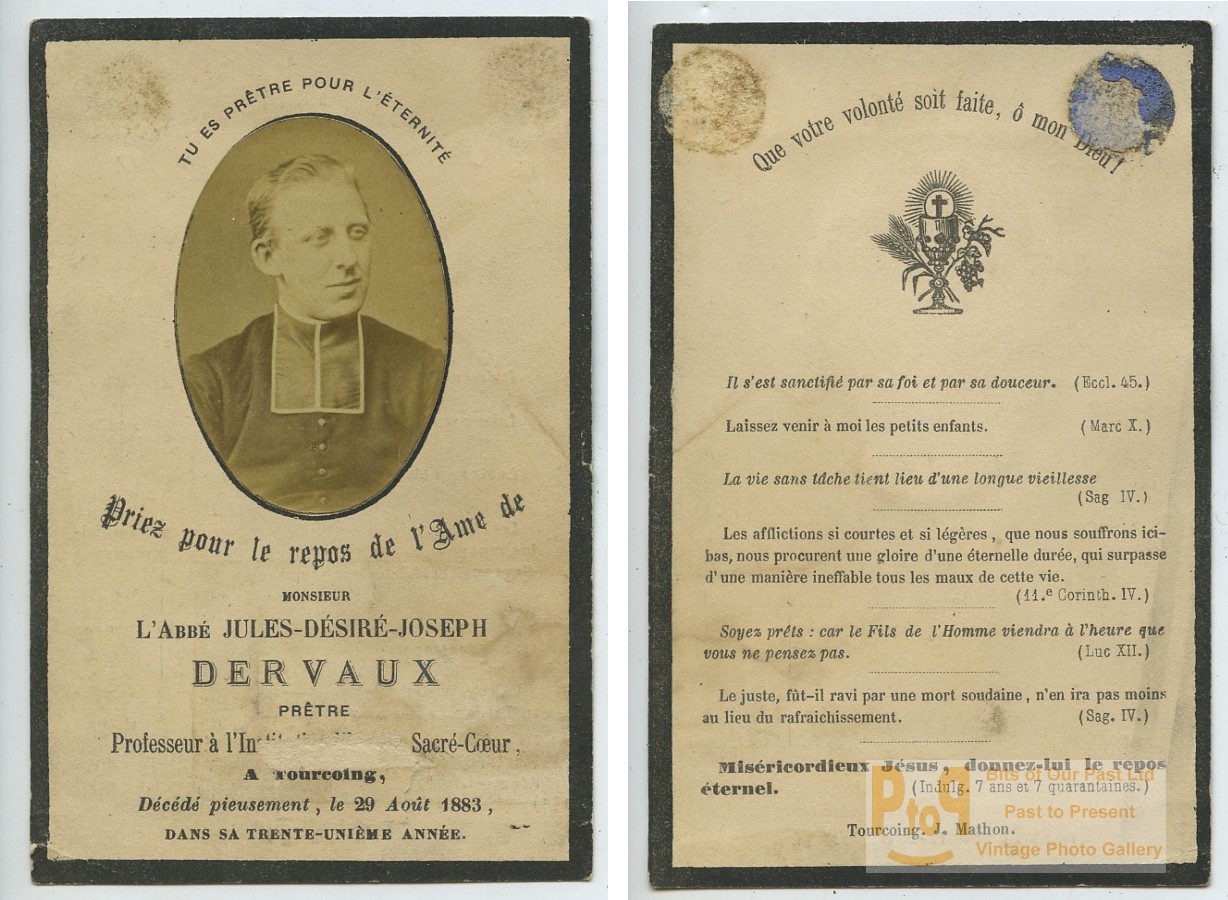 TU ES PRÊTRE POUR L'ÉTERNITÉ
Priez pour le repos de l'Ame de
MONSIEUR
L'ABBÉ JULES-DÉSIRÉ-JOSEPH
DERVAUX
PRÊTRE
Professeur à l' Sacré-Cœur,
A Tourcoing,
Décédé pieusement, le 29 Août 1883,
DANS SA TRENTE-UNIÈME ANNÉE.
Que votre volonté soit faite, ô mon Dieu!
Il s'est sanctifié par sa foi et par sa douceur. (Eccl. 45.)
Laissez venir à moi les petits enfants. (Marc X.)
La vie sans tâche tient lieu d'une longue vieillesse
(Sag IV.)
Les afflictions si courtes et si légères, que nous souffrons ici-
bas, nous procurent une gloire d'une éternelle durée, qui surpasse
d'une manière ineffable tous les maux de cette vie.
(11.e Corinth. IV.)
Soyez prêts : car le Fils de l'Homme viendra à l'heure que
vous ne pensez pas. (Luc XII.)
Le juste, fût-il ravi par une mort soudaine, n'en ira pas moins
au lieu du rafraichissement. (Sag. IV.)
Miséricordieux Jésus, donnez-lui le repos
éternel. (Indulg. 7 ans et 7 quarantaines.)
Tourcoing. J. Mathon.
PtoP
Bits of Our Past Ltd
Past to Present
Vintage Photo Gallery